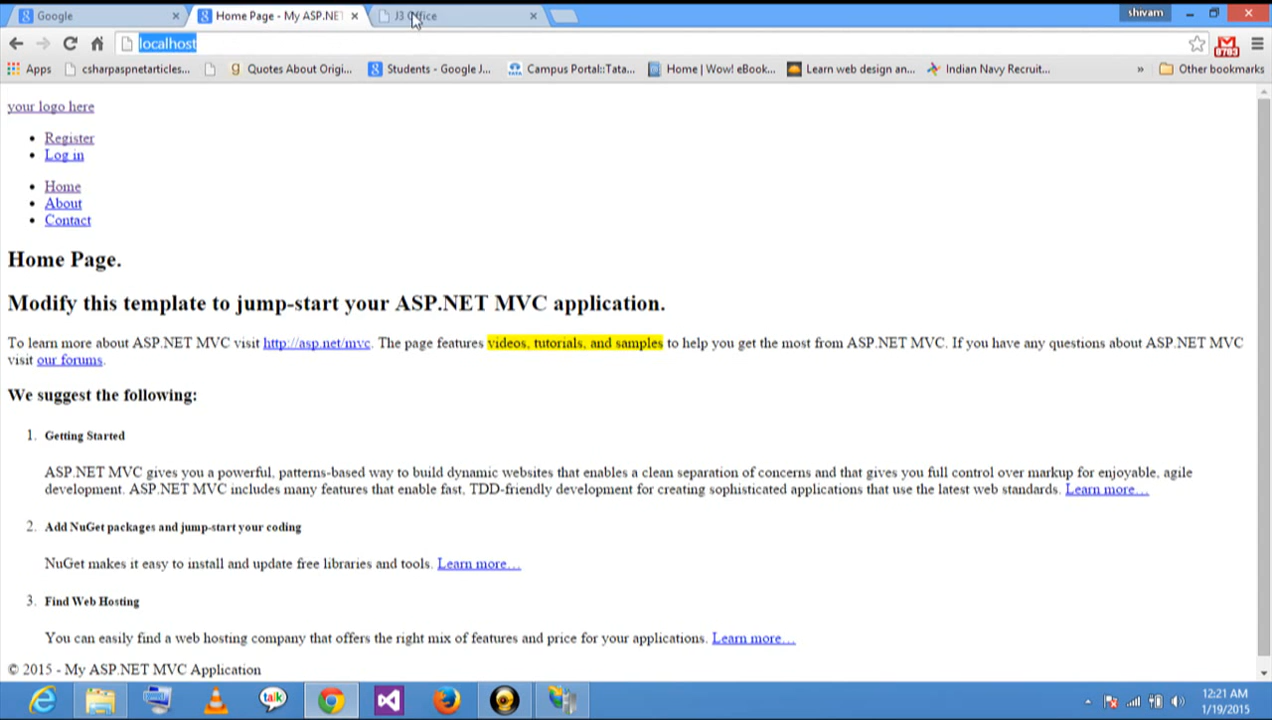 Google
Home Page - My ASP.NET
J3 Office
shivam
localhost
Apps
csharpaspnetarticles...
Quotes About Origi...
Students - Google J...
Campus Portal::Tata...
Home | Wow! eBook...
Learn web design an...
Indian Navy Recruit...
»
Other bookmarks
your logo here
Register
Log in
Home
About
Contact
Home Page.
Modify this template to jump-start your ASP.NET MVC application.
To learn more about ASP.NET MVC visit http://asp.net/mvc. The page features videos, tutorials, and samples to help you get the most from ASP.NET MVC. If you have any questions about ASP.NET MVC
visit our forums.
We suggest the following:
1. Getting Started
ASP.NET MVC gives you a powerful, patterns-based way to build dynamic websites that enables a clean separation of concerns and that gives you full control over markup for enjoyable, agile
development. ASP.NET MVC includes many features that enable fast, TDD-friendly development for creating sophisticated applications that use the latest web standards. Learn more…
2. Add NuGet packages and jump-start your coding
NuGet makes it easy to install and update free libraries and tools. Learn more…
3. Find Web Hosting
You can easily find a web hosting company that offers the right mix of features and price for your applications. Learn more…
© 2015 - My ASP.NET MVC Application
talk
12:21 AM
1/19/2015